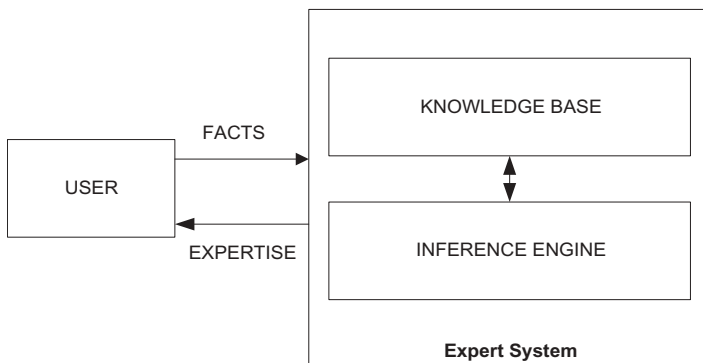 KNOWLEDGE BASE
FACTS
USER
EXPERTISE
INFERENCE ENGINE
Expert System